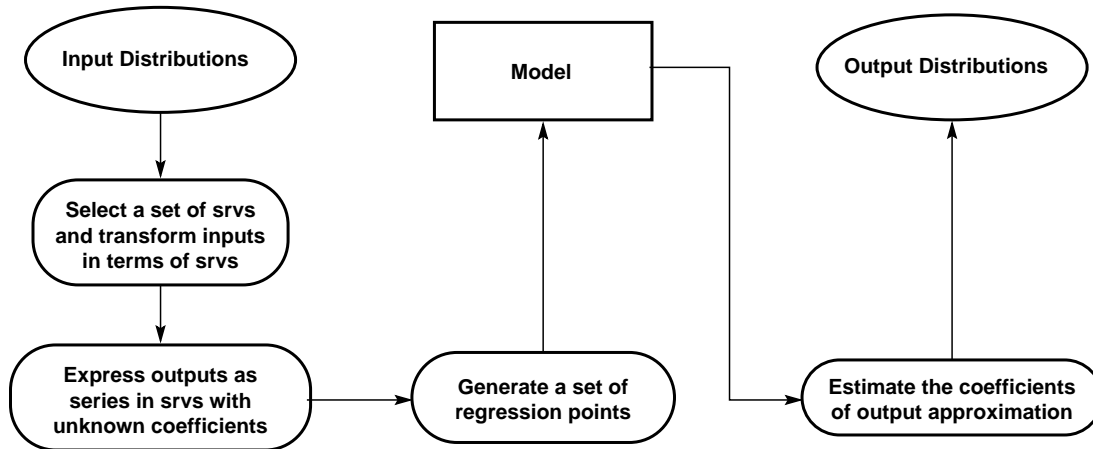 Input Distributions
Select a set of srvs
and transform inputs
in terms of srvs
Express outputs as
series in srvs with
unknown coefficients
Generate a set of
regression points
Model
Estimate the coefficients
of output approximation
Output Distributions